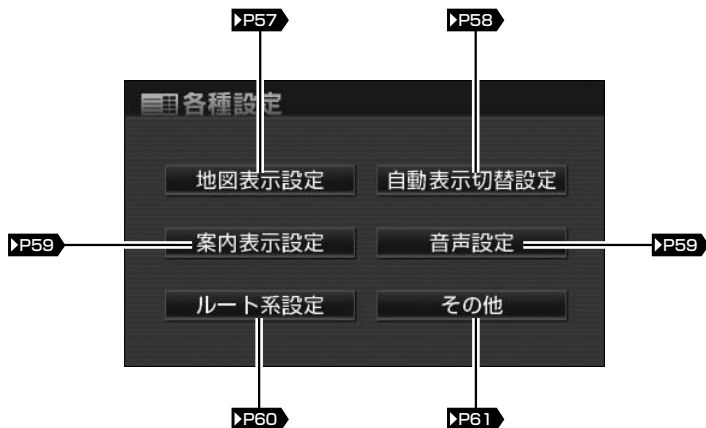 ▶P57 ▶P58
各種設定
地図表示設定 自動表示切替設定
▶P59 案内表示設定 音声設定 ▶P59
ルート系設定 その他
▶P60 ▶P61